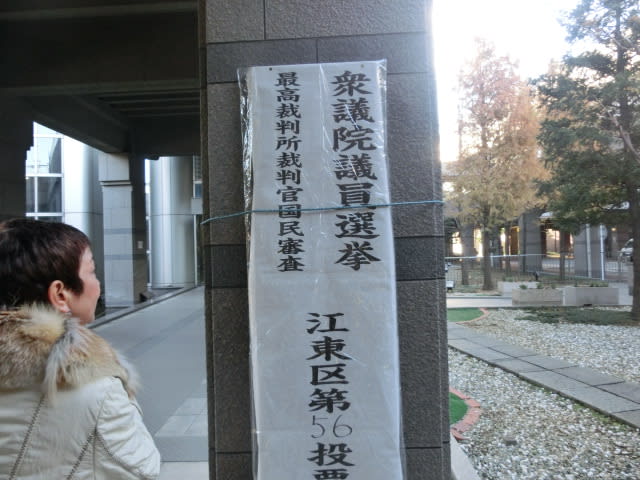 衆議院議員選挙
最高裁判所裁判官国民審査
江東区第56投票